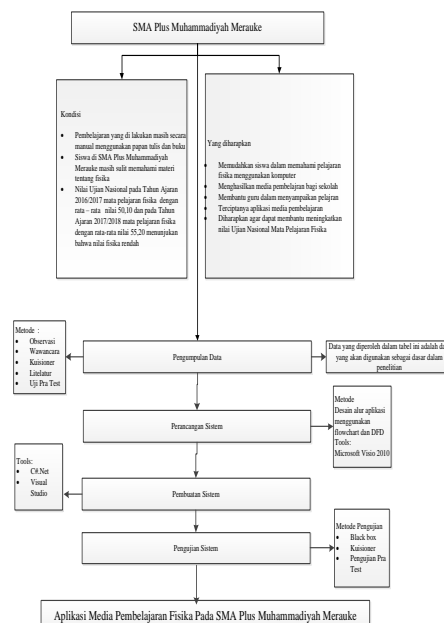 SMA Plus Muhammadiyah Merauke
Kondisi
• Pembelajaran yang di lakukan masih secara
manual menggunakan papan tulis dan buku
• Siswa di SMA Plus Muhammadiyah
Merauke masih sulit memahami materi
tentang fisika
• Nilai Ujian Nasional pada Tahun Ajaran
2016/2017 mata pelajaran fisika dengan
rata – rata nilai 50,10 dan pada Tahun
Ajaran 2017/2018 mata pelajaran fisika
dengan rata-rata nilai 55,20 menunjukan
bahwa nilai fisika rendah
Yang diharapkan
• Memudahkan siswa dalam memahami pelajaran
fisika menggunakan komputer
• Menghasilkan media pembelajran bagi sekolah
• Membantu guru dalam menyampaikan pelajran
• Terciptanya aplikasi media pembelajaran
• Diharapkan agar dapat membantu meningkatkan
nilai Ujian Nasional Mata Pelajaran Fisika
Metode :
• Observasi
• Wawancara
• Kuisioner
• Litelatur
• Uji Pra Test
Pengumpulan Data
Data yang diperoleh dalam tabel ini adalah
yang akan digunakan sebagai dasar dalam
penelitian
Perancangan Sistem
Metode
Desain alur aplikasi
menggunakan
flowchart dan DFD
Tools:
Microsoft Visio 2010
Tools:
• C#.Net
• Visual
Studio
Pembuatan Sistem
Pengujian Sistem
Metode Pengujian
• Black box
• Kuisioner
• Pengujian Pra
Test
Aplikasi Media Pembelajaran Fisika Pada SMA Plus Muhammadiyah Merauke